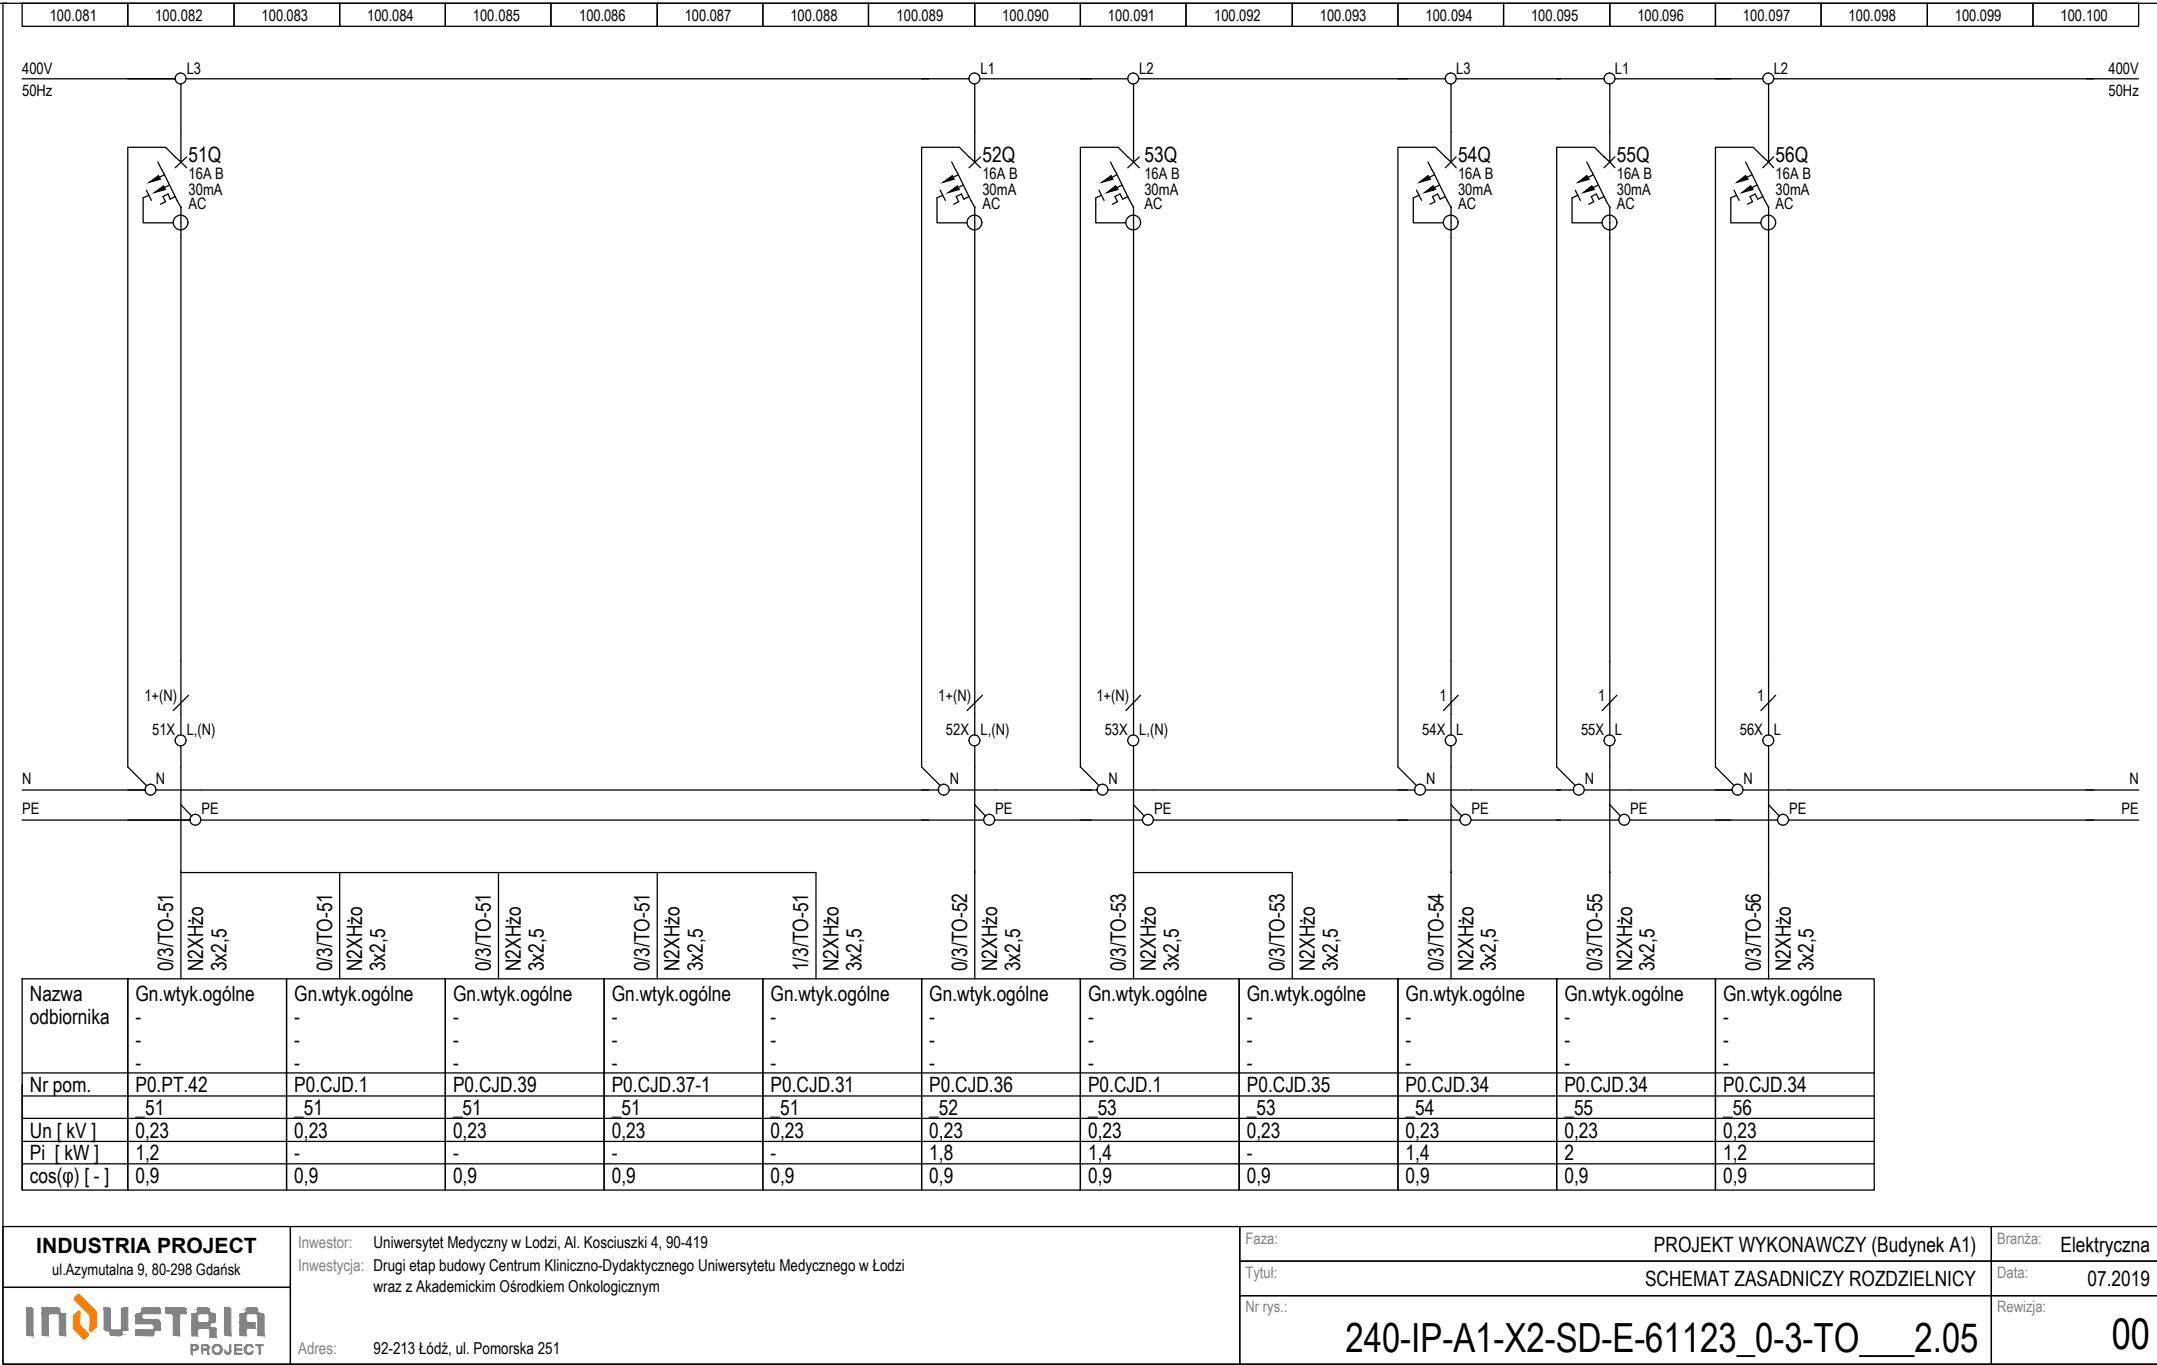 100.081 100.082 100.083 100.084 100.085 100.086 100.087 100.088 100.089 100.090 100.091 100.092 100.093 100.094 100.095 100.096 100.097 100.098 100.099 100.100
400V L3 L1 L2 L3 L1 L2 400V
50Hz 50Hz
51Q 52Q 53Q 54Q 55Q 56Q
16A B 16A B 16A B 16A B 16A B 16A B
30mA 30mA 30mA 30mA 30mA 30mA
AC AC AC AC AC AC
1+(N) 1+(N) 1+(N) 1 1 1
51X L,(N) 52X L,(N) 53X L,(N) 54X L 55X L 56X L
N N N N N N N N
PE PE PE PE PE PE PE PE
0/3/TO-51 N2XHżo 3x2,5
0/3/TO-51 N2XHżo 3x2,5
0/3/TO-51 N2XHżo 3x2,5
0/3/TO-51 N2XHżo 3x2,5
1/3/TO-51 N2XHżo 3x2,5
0/3/TO-52 N2XHżo 3x2,5
0/3/TO-53 N2XHżo 3x2,5
0/3/TO-53 N2XHżo 3x2,5
0/3/TO-54 N2XHżo 3x2,5
0/3/TO-55 N2XHżo 3x2,5
0/3/TO-56 N2XHżo 3x2,5
Nazwa Gn.wtyk.ogólne Gn.wtyk.ogólne Gn.wtyk.ogólne Gn.wtyk.ogólne Gn.wtyk.ogólne Gn.wtyk.ogólne Gn.wtyk.ogólne Gn.wtyk.ogólne Gn.wtyk.ogólne Gn.wtyk.ogólne Gn.wtyk.ogólne
odbiornika - - - - - - - - - - -
- - - - - - - - - - -
- - - - - - - - - - -
Nr pom. P0.PT.42 P0.CJD.1 P0.CJD.39 P0.CJD.37-1 P0.CJD.31 P0.CJD.36 P0.CJD.1 P0.CJD.35 P0.CJD.34 P0.CJD.34 P0.CJD.34
_51 _51 _51 _51 _51 _52 _53 _53 _54 _55 _56
Un [ kV ] 0,23 0,23 0,23 0,23 0,23 0,23 0,23 0,23 0,23 0,23 0,23
Pi [ kW ] 1,2 - - - - 1,8 1,4 - 1,4 2 1,2
cos(φ) [ - ] 0,9 0,9 0,9 0,9 0,9 0,9 0,9 0,9 0,9 0,9 0,9
INDUSTRIA PROJECT
ul.Azymutalna 9, 80-298 Gdańsk
INDUSTRIA
PROJECT
Inwestor: Uniwersytet Medyczny w Lodzi, Al. Kosciuszki 4, 90-419
Inwestycja: Drugi etap budowy Centrum Kliniczno-Dydaktycznego Uniwersytetu Medycznego w Łodzi
wraz z Akademickim Ośrodkiem Onkologicznym
Adres: 92-213 Łódź, ul. Pomorska 251
Faza: PROJEKT WYKONAWCZY (Budynek A1)
Branża: Elektryczna
Tytuł: SCHEMAT ZASADNICZY ROZDZIELNICY
Data: 07.2019
Nr rys.: 240-IP-A1-X2-SD-E-61123_0-3-TO___2.05
Rewizja: 00